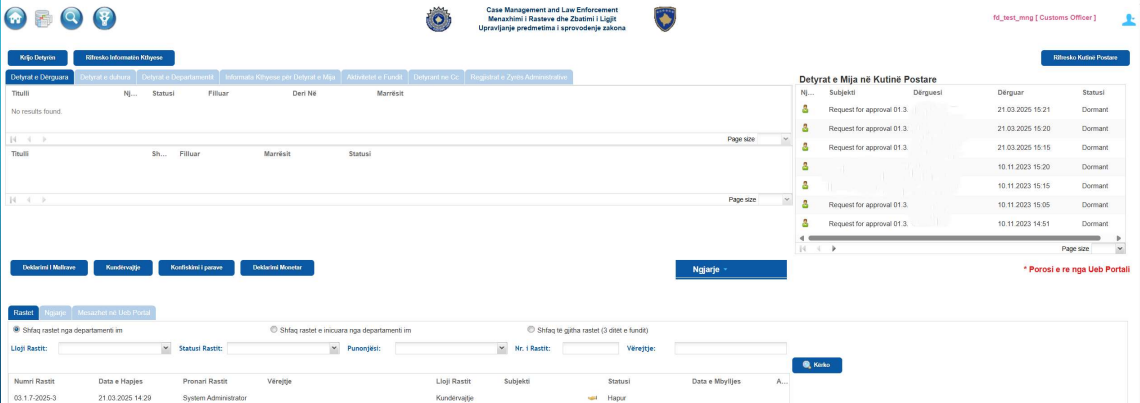 Case Management and Law Enforcement
Menaxhimi i Rasteve dhe Zbatimi i Ligjit
Upravljanje predmetima i sprovodenje zakona
fd_test_mng [ Customs Officer ]
Krijo Detyrën
Rifresko Informatën Kthyese
Rifresko Kutinë Postare
Detyrat e Dërguara
Detyrat e duhura
Detyrat e Departamentit
Informata Kthyese për Detyrat e Mija
Aktivitetet e Fundit
Detyrant ne Cc
Regjistrat e Zyrës Administrative
Titulli Nj... Statusi Filluar Deri Në Marrësit
No results found.
Page size
Titulli Sh... Filluar Marrësit Statusi
Page size
Detyrat e Mija në Kutinë Postare
Nj... Subjekti Dërguesi Dërguar Statusi
Request for approval 01.3. 21.03.2025 15:21 Dormant
Request for approval 01.3. 21.03.2025 15:20 Dormant
Request for approval 01.3. 21.03.2025 15:15 Dormant
10.11.2023 15:20 Dormant
10.11.2023 15:15 Dormant
Request for approval 01.3. 10.11.2023 15:05 Dormant
Request for approval 01.3. 10.11.2023 14:51 Dormant
Page size
Deklarimi I Mallrave
Kundërvajtje
Konfiskimi i parave
Deklarimi Monetar
Ngjarje
* Porosi e re nga Ueb Portali
Rastet
Ngjarje
Mesazhet në Ueb Portal
Shfaq rastet nga departamenti im
Shfaq rastet e inicuara nga departamenti im
Shfaq të gjitha rastet (3 ditët e fundit)
Lloji Rastit: Statusi Rastit: Punonjësi: Nr. i Rastit: Vërejtje:
Kërko
Numri Rastit Data e Hapjes Pronari Rastit Vërejtje Lloji Rastit Subjekti Statusi Data e Mbylljes A...
03.1.7-2025-3 21.03.2025 14:29 System Administrator Kundërvajtje Hapur